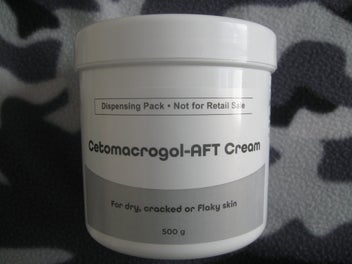 Dispensing Pack • Not for Retail Sale
Cetomacrogol-AFT Cream
For dry, cracked or flaky skin
500 g